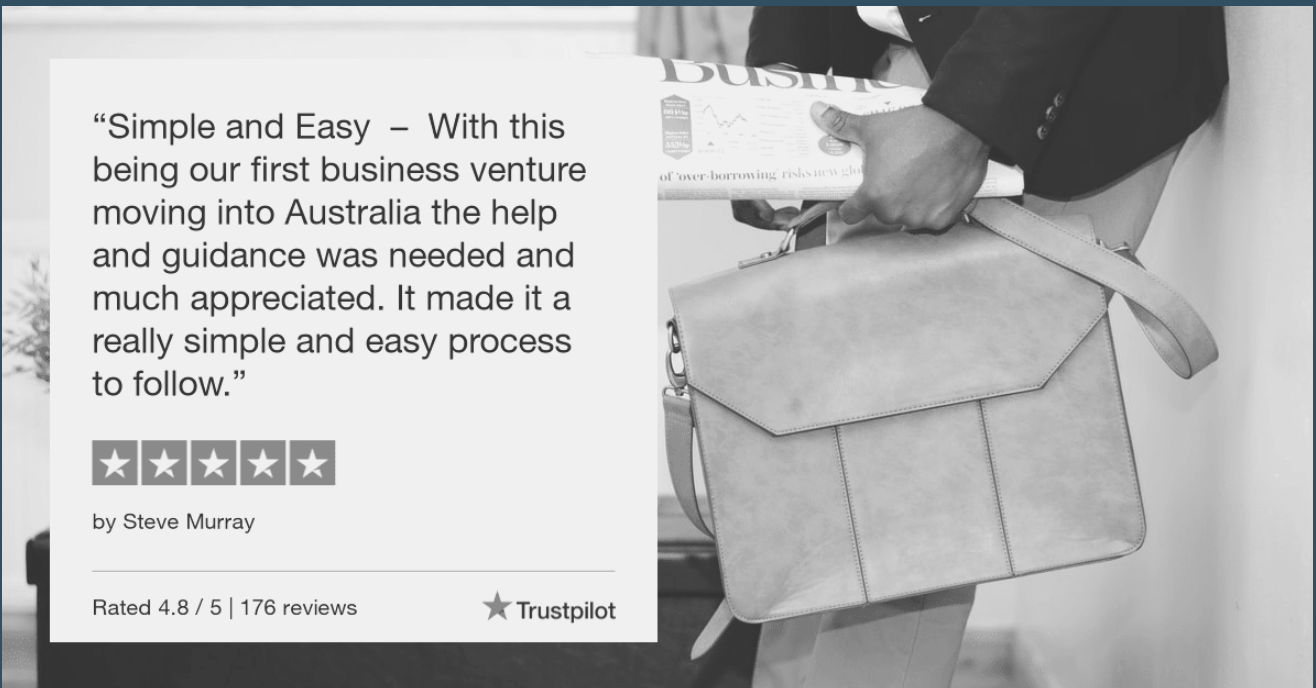 “Simple and Easy – With this
being our first business venture
moving into Australia the help
and guidance was needed and
much appreciated. It made it a
really simple and easy process
to follow.”
by Steve Murray
Rated 4.8 / 5 | 176 reviews
Trustpilot
of ‘over-borrowing’ risks new